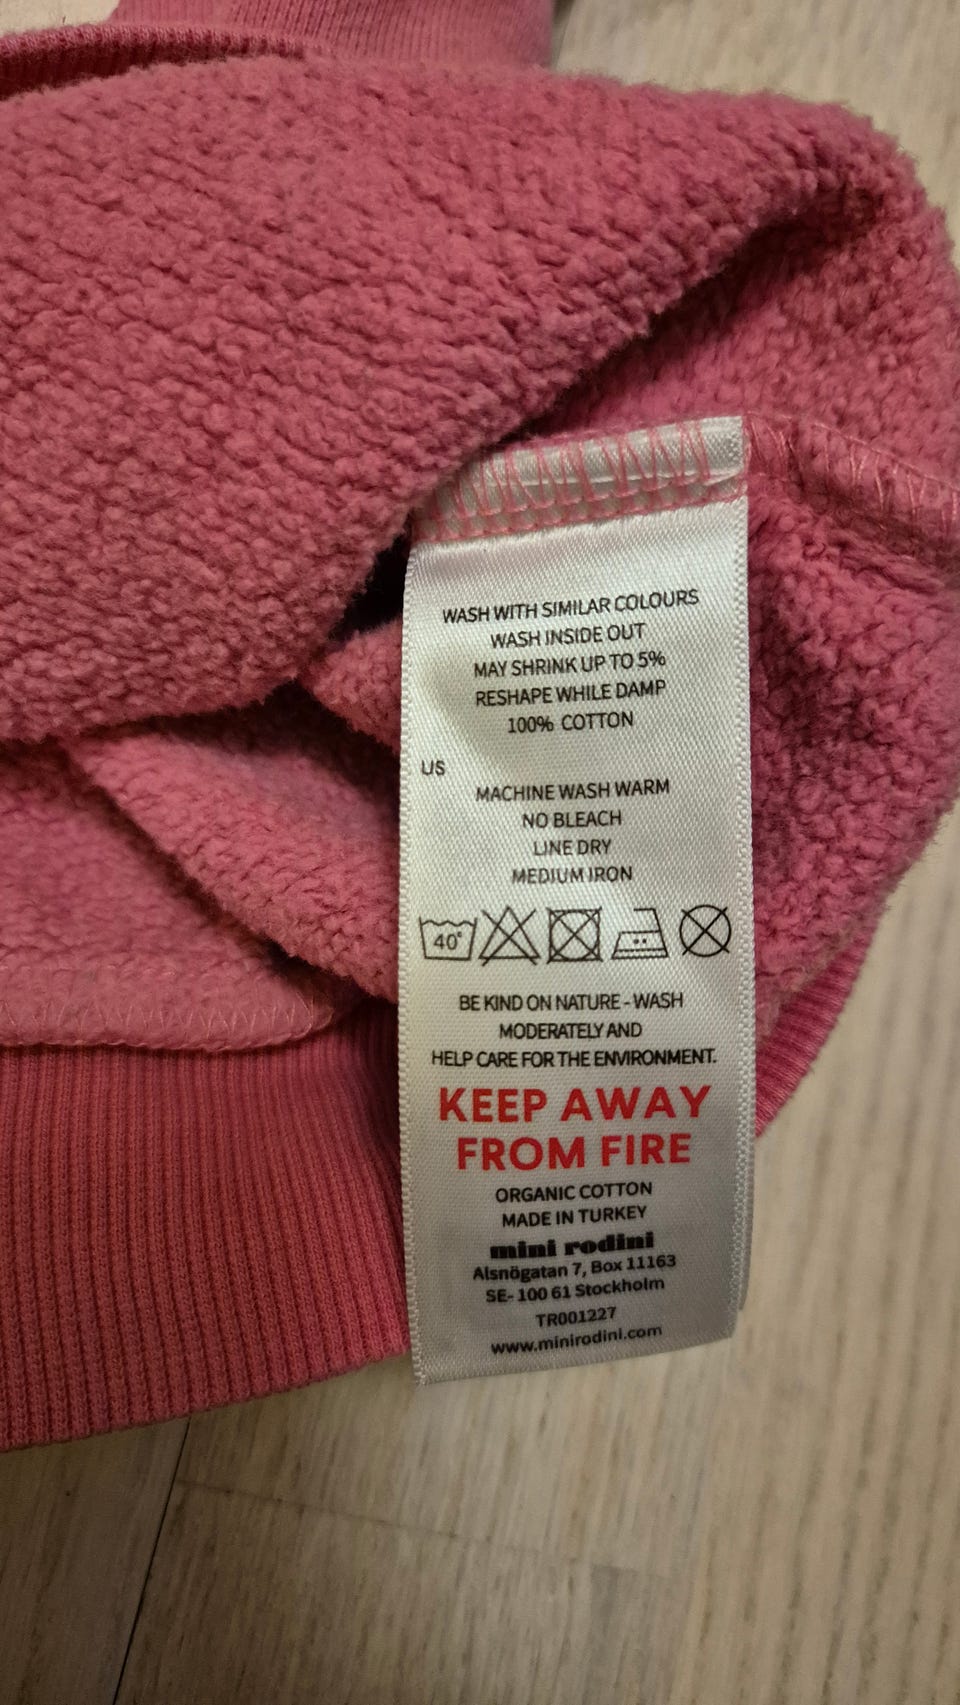 WASH WITH SIMILAR COLOURS
WASH INSIDE OUT
MAY SHRINK UP TO 5%
RESHAPE WHILE DAMP
100% COTTON
US
MACHINE WASH WARM
NO BLEACH
LINE DRY
MEDIUM IRON
40°
BE KIND ON NATURE - WASH
MODERATELY AND
HELP CARE FOR THE ENVIRONMENT.
KEEP AWAY
FROM FIRE
ORGANIC COTTON
MADE IN TURKEY
mini rodini
Alsnögatan 7, Box 11163
SE- 100 61 Stockholm
TR001227
www.minirodini.com